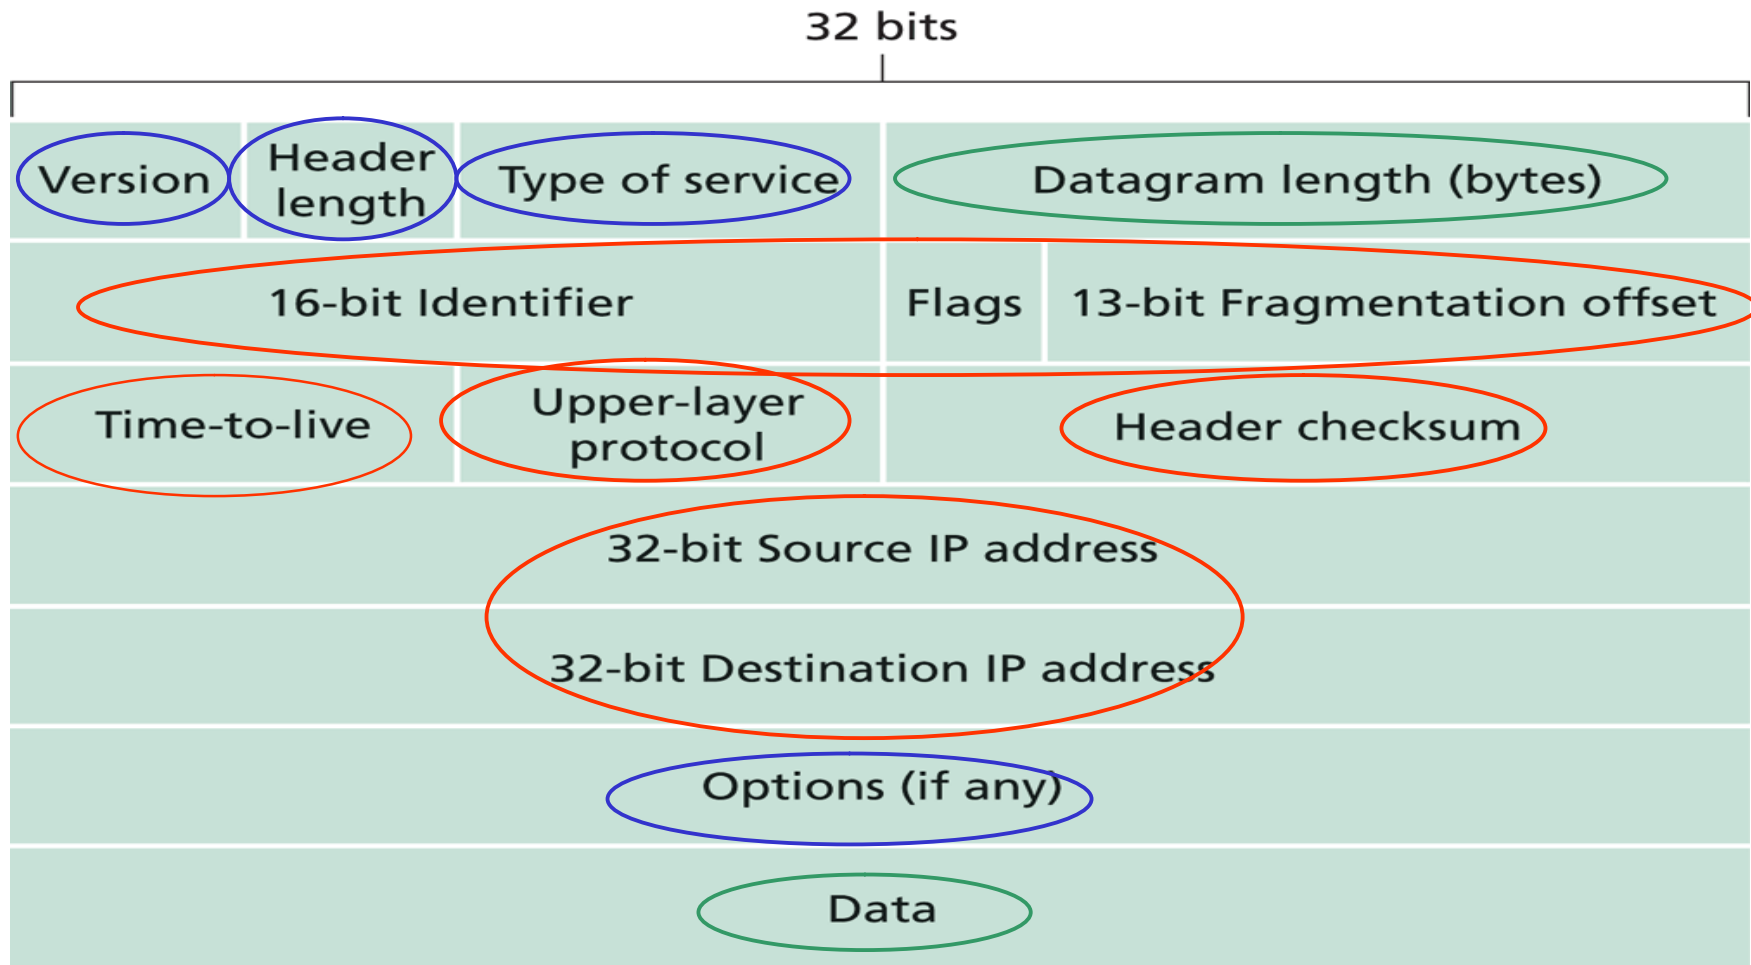 32 bits
Version
Header
length
Type of service
Datagram length (bytes)
16-bit Identifier
Flags
13-bit Fragmentation offset
Time-to-live
Upper-layer
protocol
Header checksum
32-bit Source IP address
32-bit Destination IP address
Options (if any)
Data